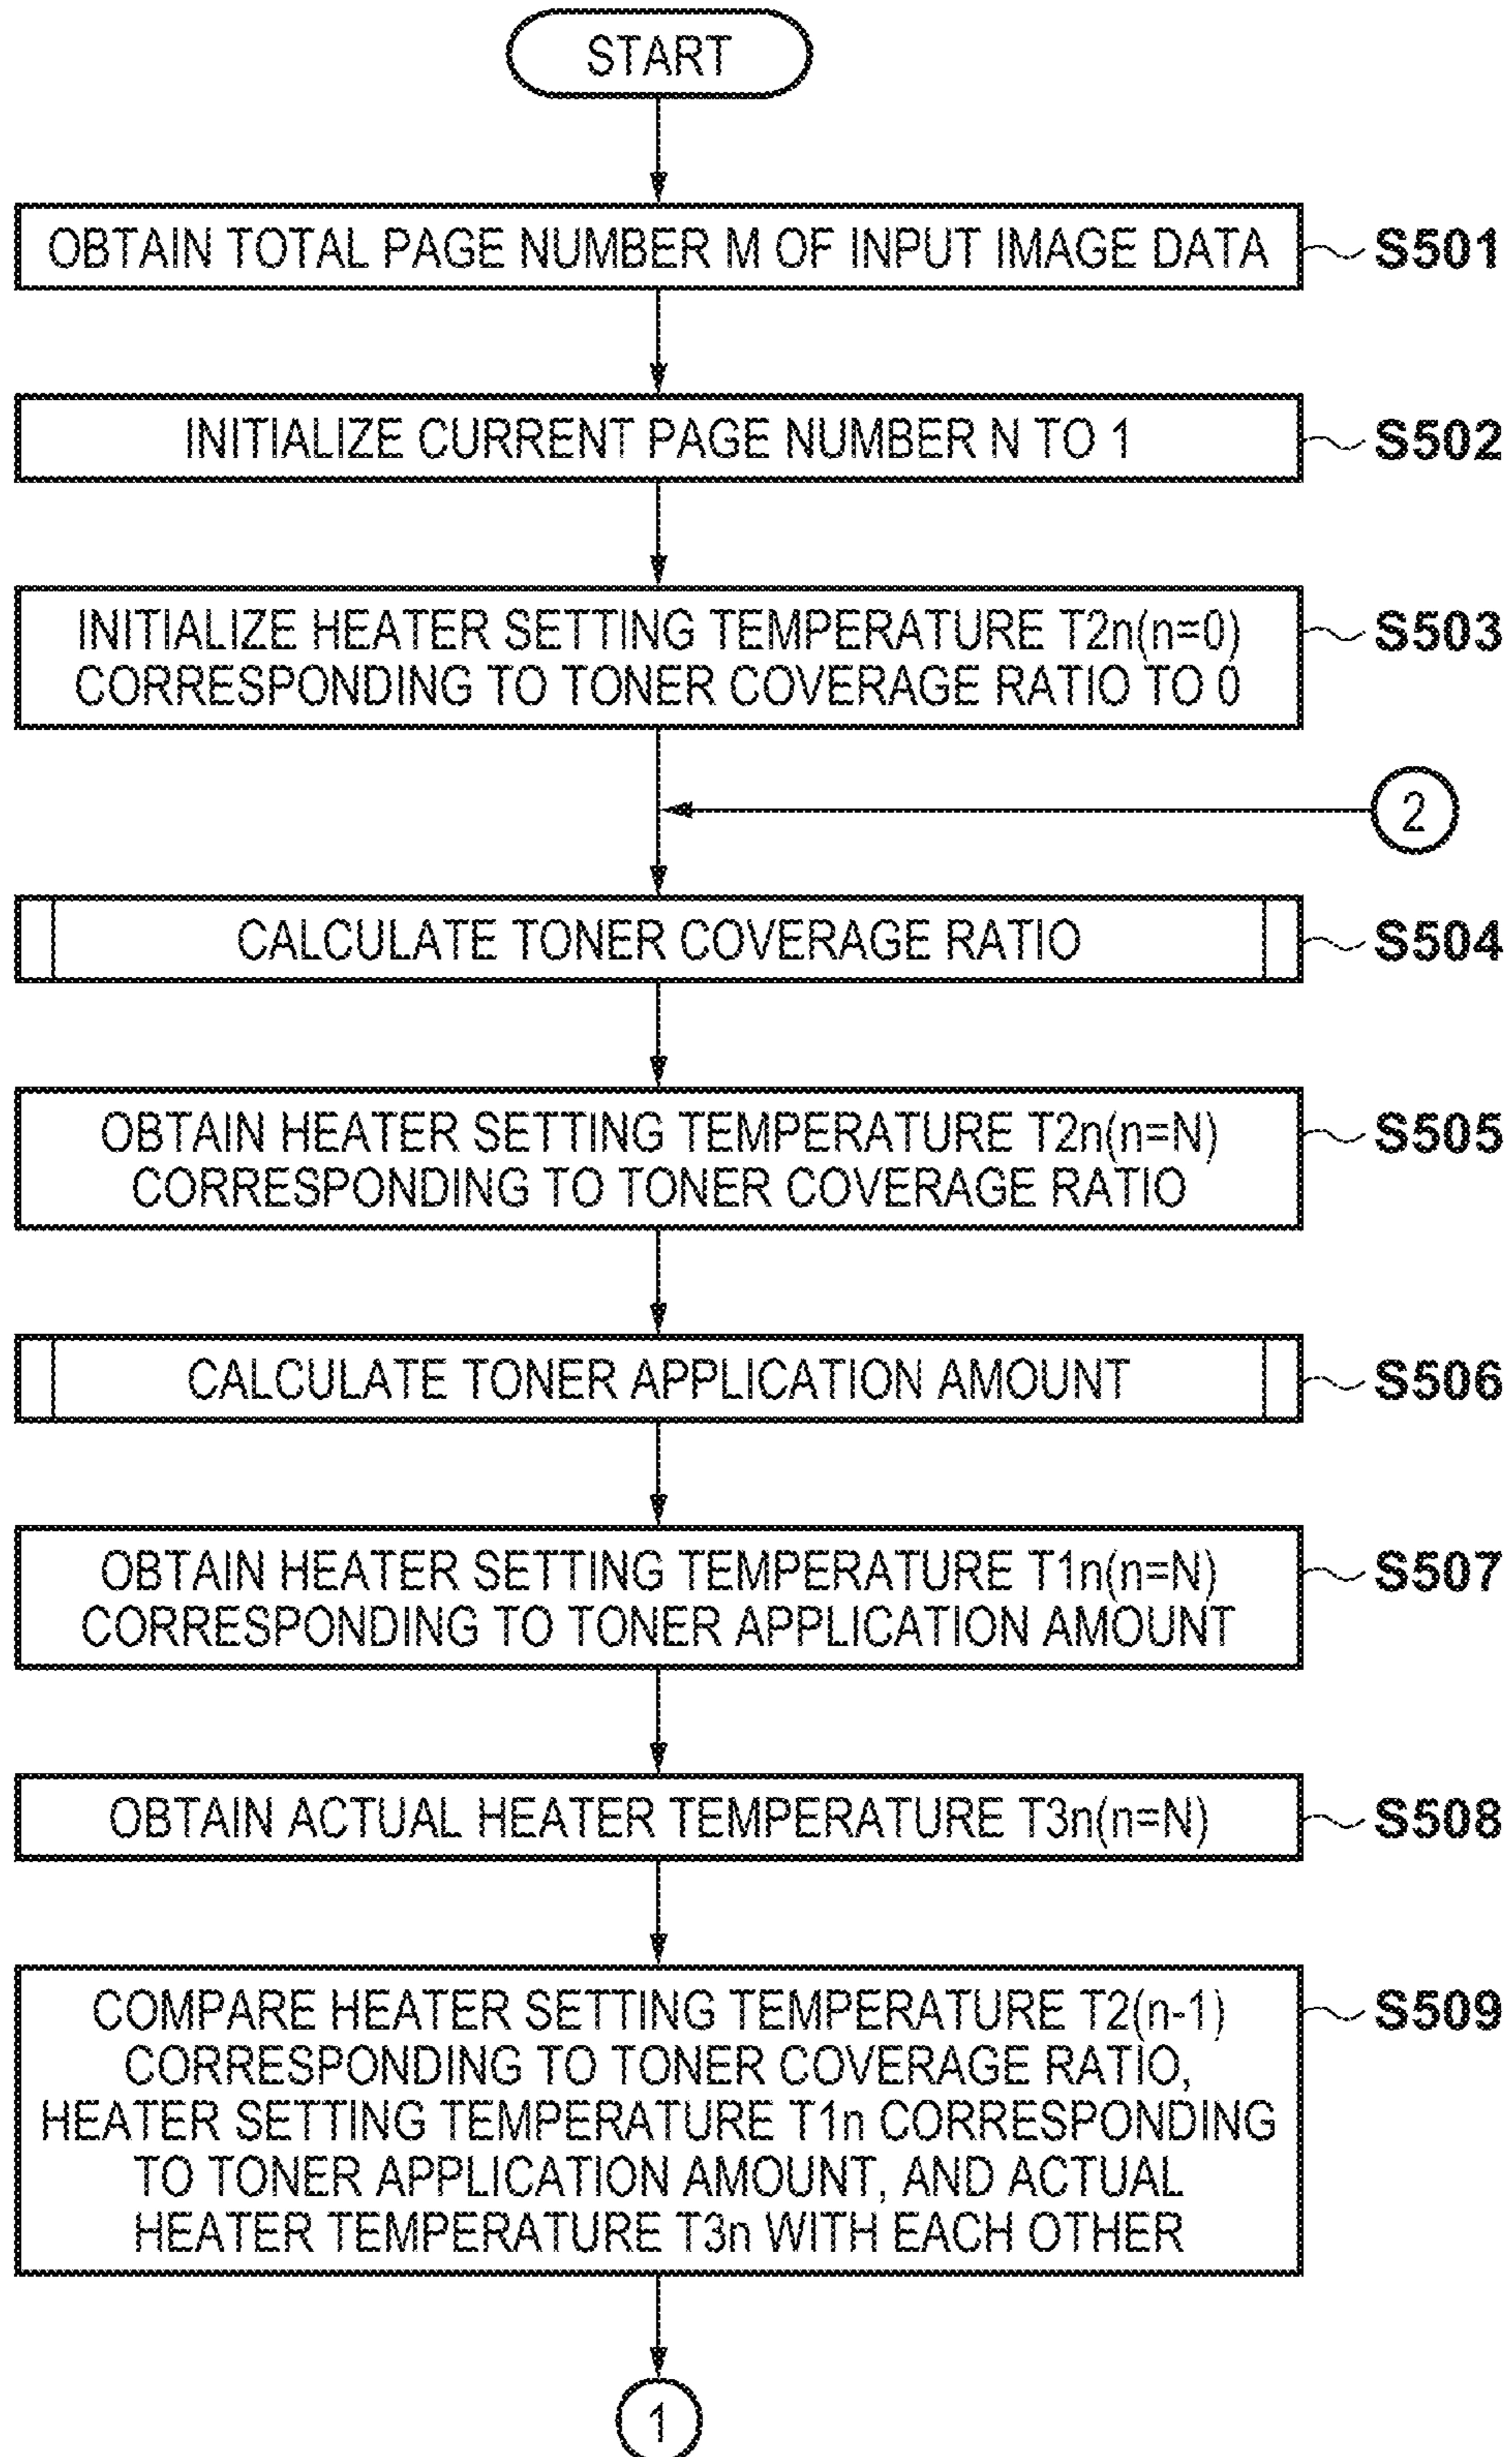 START
OBTAIN TOTAL PAGE NUMBER M OF INPUT IMAGE DATA
S501
INITIALIZE CURRENT PAGE NUMBER N TO 1
S502
INITIALIZE HEATER SETTING TEMPERATURE T2n(n=0)
CORRESPONDING TO TONER COVERAGE RATIO TO 0
S503
2
CALCULATE TONER COVERAGE RATIO
S504
OBTAIN HEATER SETTING TEMPERATURE T2n(n=N)
CORRESPONDING TO TONER COVERAGE RATIO
S505
CALCULATE TONER APPLICATION AMOUNT
S506
OBTAIN HEATER SETTING TEMPERATURE T1n(n=N)
CORRESPONDING TO TONER APPLICATION AMOUNT
S507
OBTAIN ACTUAL HEATER TEMPERATURE T3n(n=N)
S508
COMPARE HEATER SETTING TEMPERATURE T2(n-1)
CORRESPONDING TO TONER COVERAGE RATIO,
HEATER SETTING TEMPERATURE T1n CORRESPONDING
TO TONER APPLICATION AMOUNT, AND ACTUAL
HEATER TEMPERATURE T3n WITH EACH OTHER
S509
1